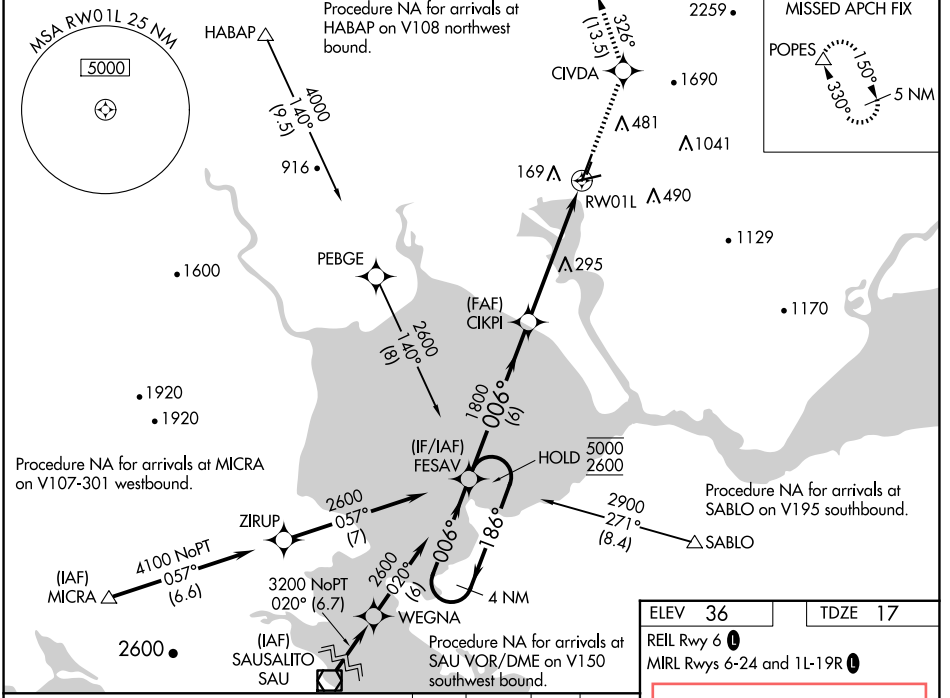 MSA RW01L 25 NM
5000
HABAP
Procedure NA for arrivals at
HABAP on V108 northwest
bound.
4000
140°
(9.5)
916
326°
(13.5)
CIVDA
2259
1690
481
1041
169
RW01L
490
MISSED APCH FIX
POPES
150°
330°
5 NM
1129
295
1170
1600
PEBGE
2600
140°
(8)
(FAF)
CIKPI
1800
006°
(6)
1920
1920
(IF/IAF)
FESAV
HOLD
5000
2600
Procedure NA for arrivals at MICRA
on V107-301 westbound.
Procedure NA for arrivals at
SABLO on V195 southbound.
2900
271°
(8.4)
SABLO
ZIRUP
2600
057°
(7)
4100 NoPT
057°
(6.6)
(IAF)
MICRA
006°
186°
4 NM
2600
020°
(6)
3200 NoPT
020° (6.7)
WEGNA
2600
(IAF)
SAUSALITO
SAU
Procedure NA for arrivals at
SAU VOR/DME on V150
southwest bound.
ELEV 36
TDZE 17
REIL Rwy 6 L
MIRL Rwys 6-24 and 1L-19R L